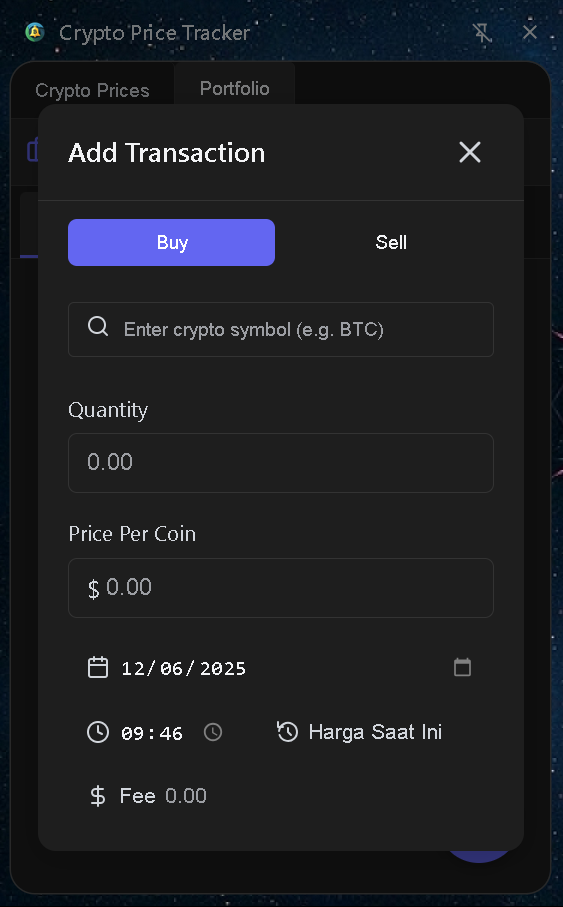 Crypto Price Tracker
Crypto Prices Portfolio
Add Transaction
Buy Sell
Enter crypto symbol (e.g. BTC)
Quantity
0.00
Price Per Coin
$ 0.00
12/06/2025
09:46 Harga Saat Ini
$ Fee 0.00